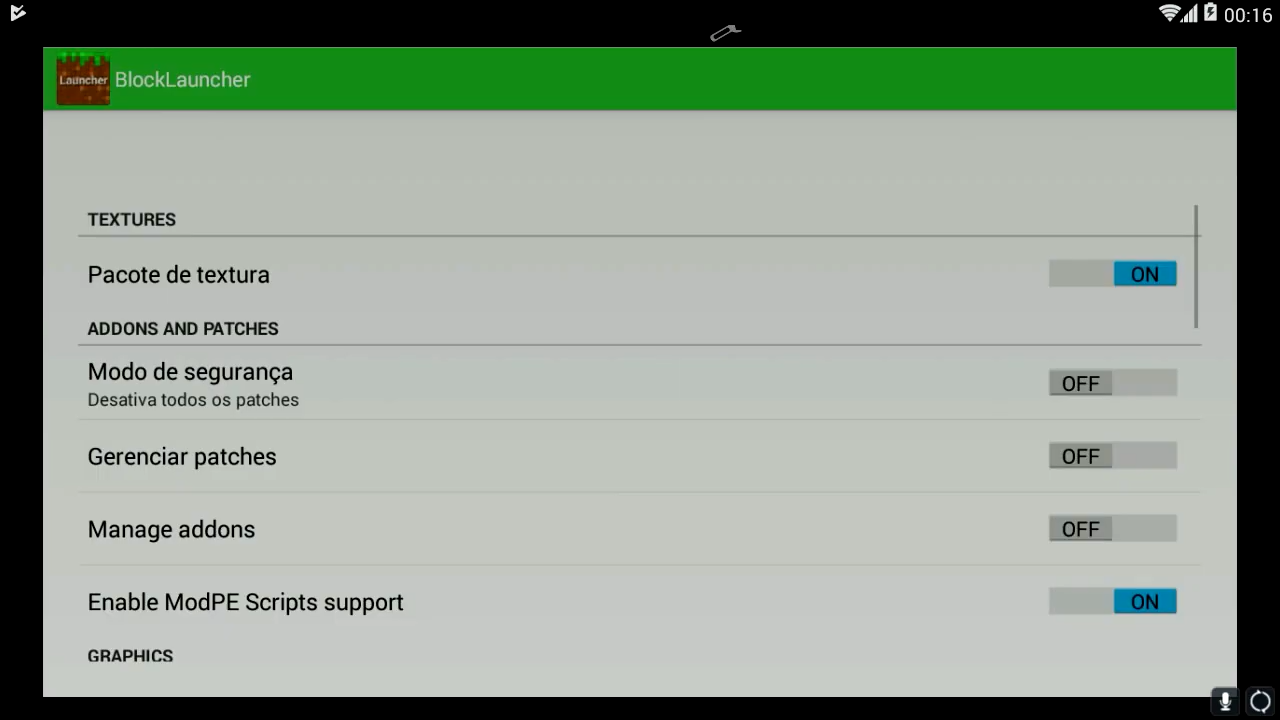 00:16
Launcher BlockLauncher
TEXTURES
Pacote de textura ON
ADDONS AND PATCHES
Modo de segurança OFF
Desativa todos os patches
Gerenciar patches OFF
Manage addons OFF
Enable ModPE Scripts support ON
GRAPHICS